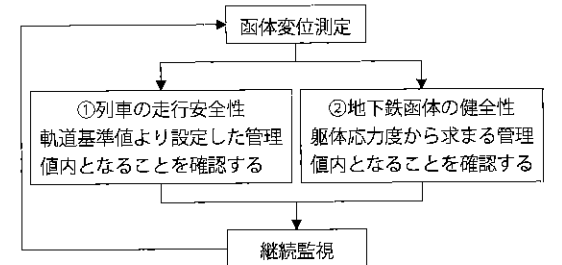 函体変位測定
①列車の走行安全性
軌道基準値より設定した管理
値内となることを確認する
②地下鉄函体の健全性
躯体応力度から求まる管理
値内となることを確認する
継続監視